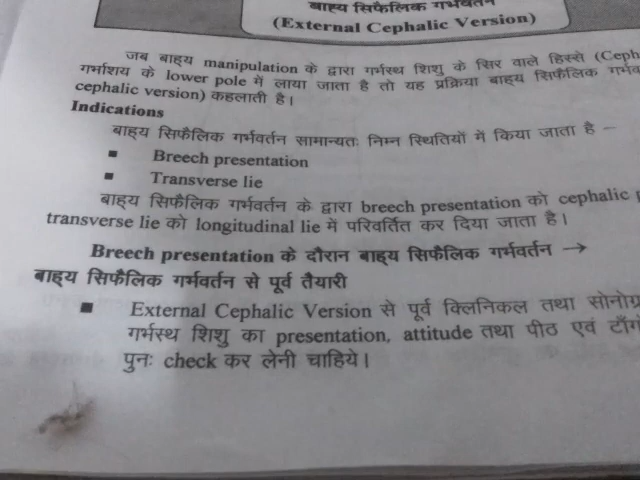 बाह्य सिफैलिक गर्भवर्तन
(External Cephalic Version)
जब बाह्य manipulation के द्वारा गर्भस्थ शिशु के सिर वाले हिस्से (Ceph
गर्भाशय के lower pole में लाया जाता है तो यह प्रक्रिया बाह्य सिफैलिक गर्भव
cephalic version) कहलाती है।
Indications
बाह्य सिफैलिक गर्भवर्तन सामान्यतः निम्न स्थितियों में किया जाता है –
▪ Breech presentation
▪ Transverse lie
बाह्य सिफैलिक गर्भवर्तन के द्वारा breech presentation को cephalic p
transverse lie को longitudinal lie में परिवर्तित कर दिया जाता है।
Breech presentation के दौरान बाह्य सिफैलिक गर्भवर्तन →
बाह्य सिफैलिक गर्भवर्तन से पूर्व तैयारी
▪ External Cephalic Version से पूर्व क्लिनिकल तथा सोनोग्र
गर्भस्थ शिशु का presentation, attitude तथा पीठ एवं टाँगो
पुनः check कर लेनी चाहिये।